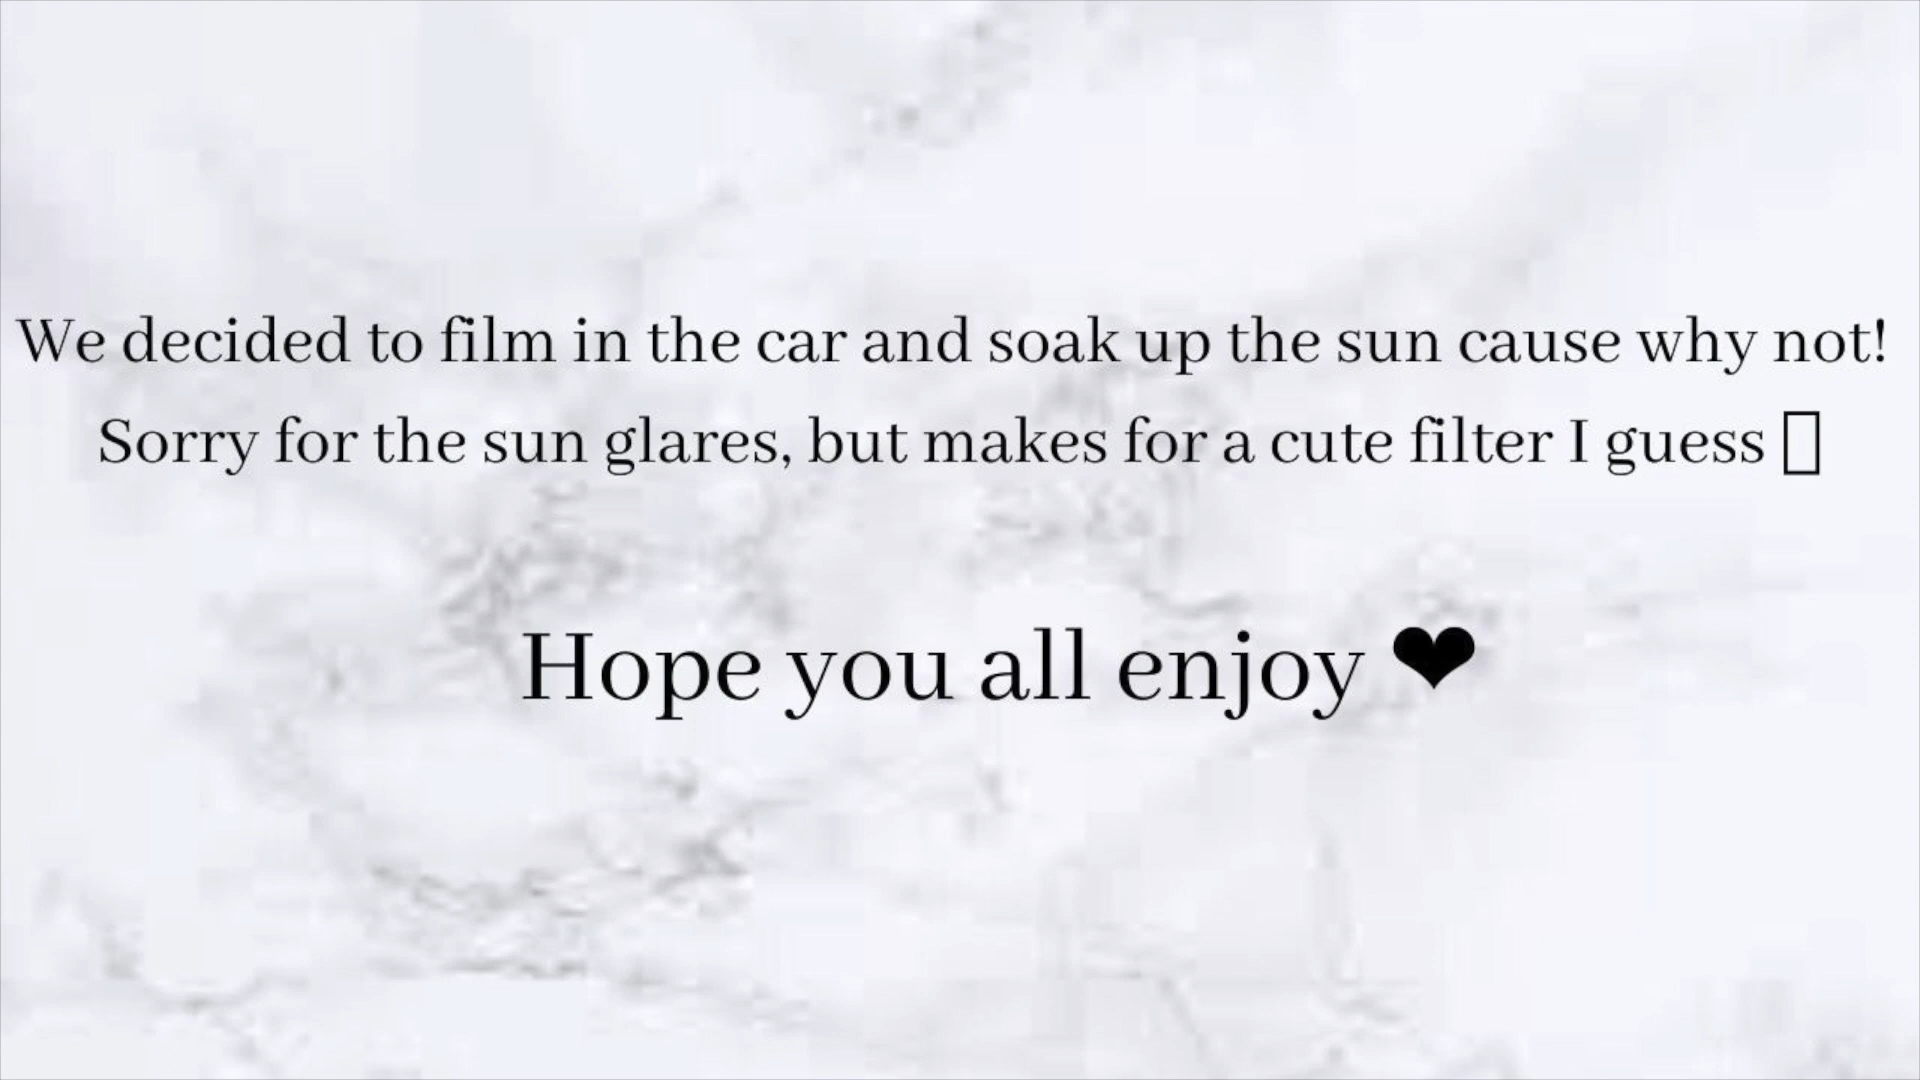 We decided to film in the car and soak up the sun cause why not!
Sorry for the sun glares, but makes for a cute filter I guess 
Hope you all enjoy ❤